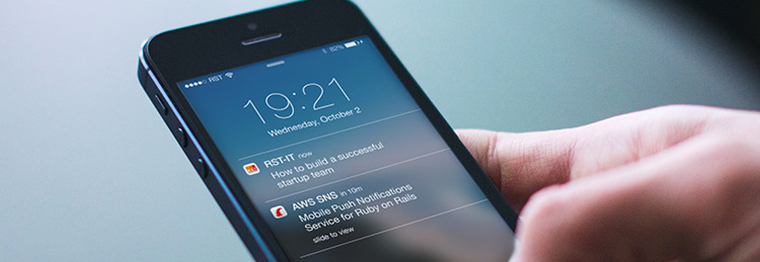 RST
82%
19:21
Wednesday, October 2
RST-IT now
How to build a successful
startup team
AWS SNS in 10m
Mobile Push Notifications
Service for Ruby on Rails
slide to view